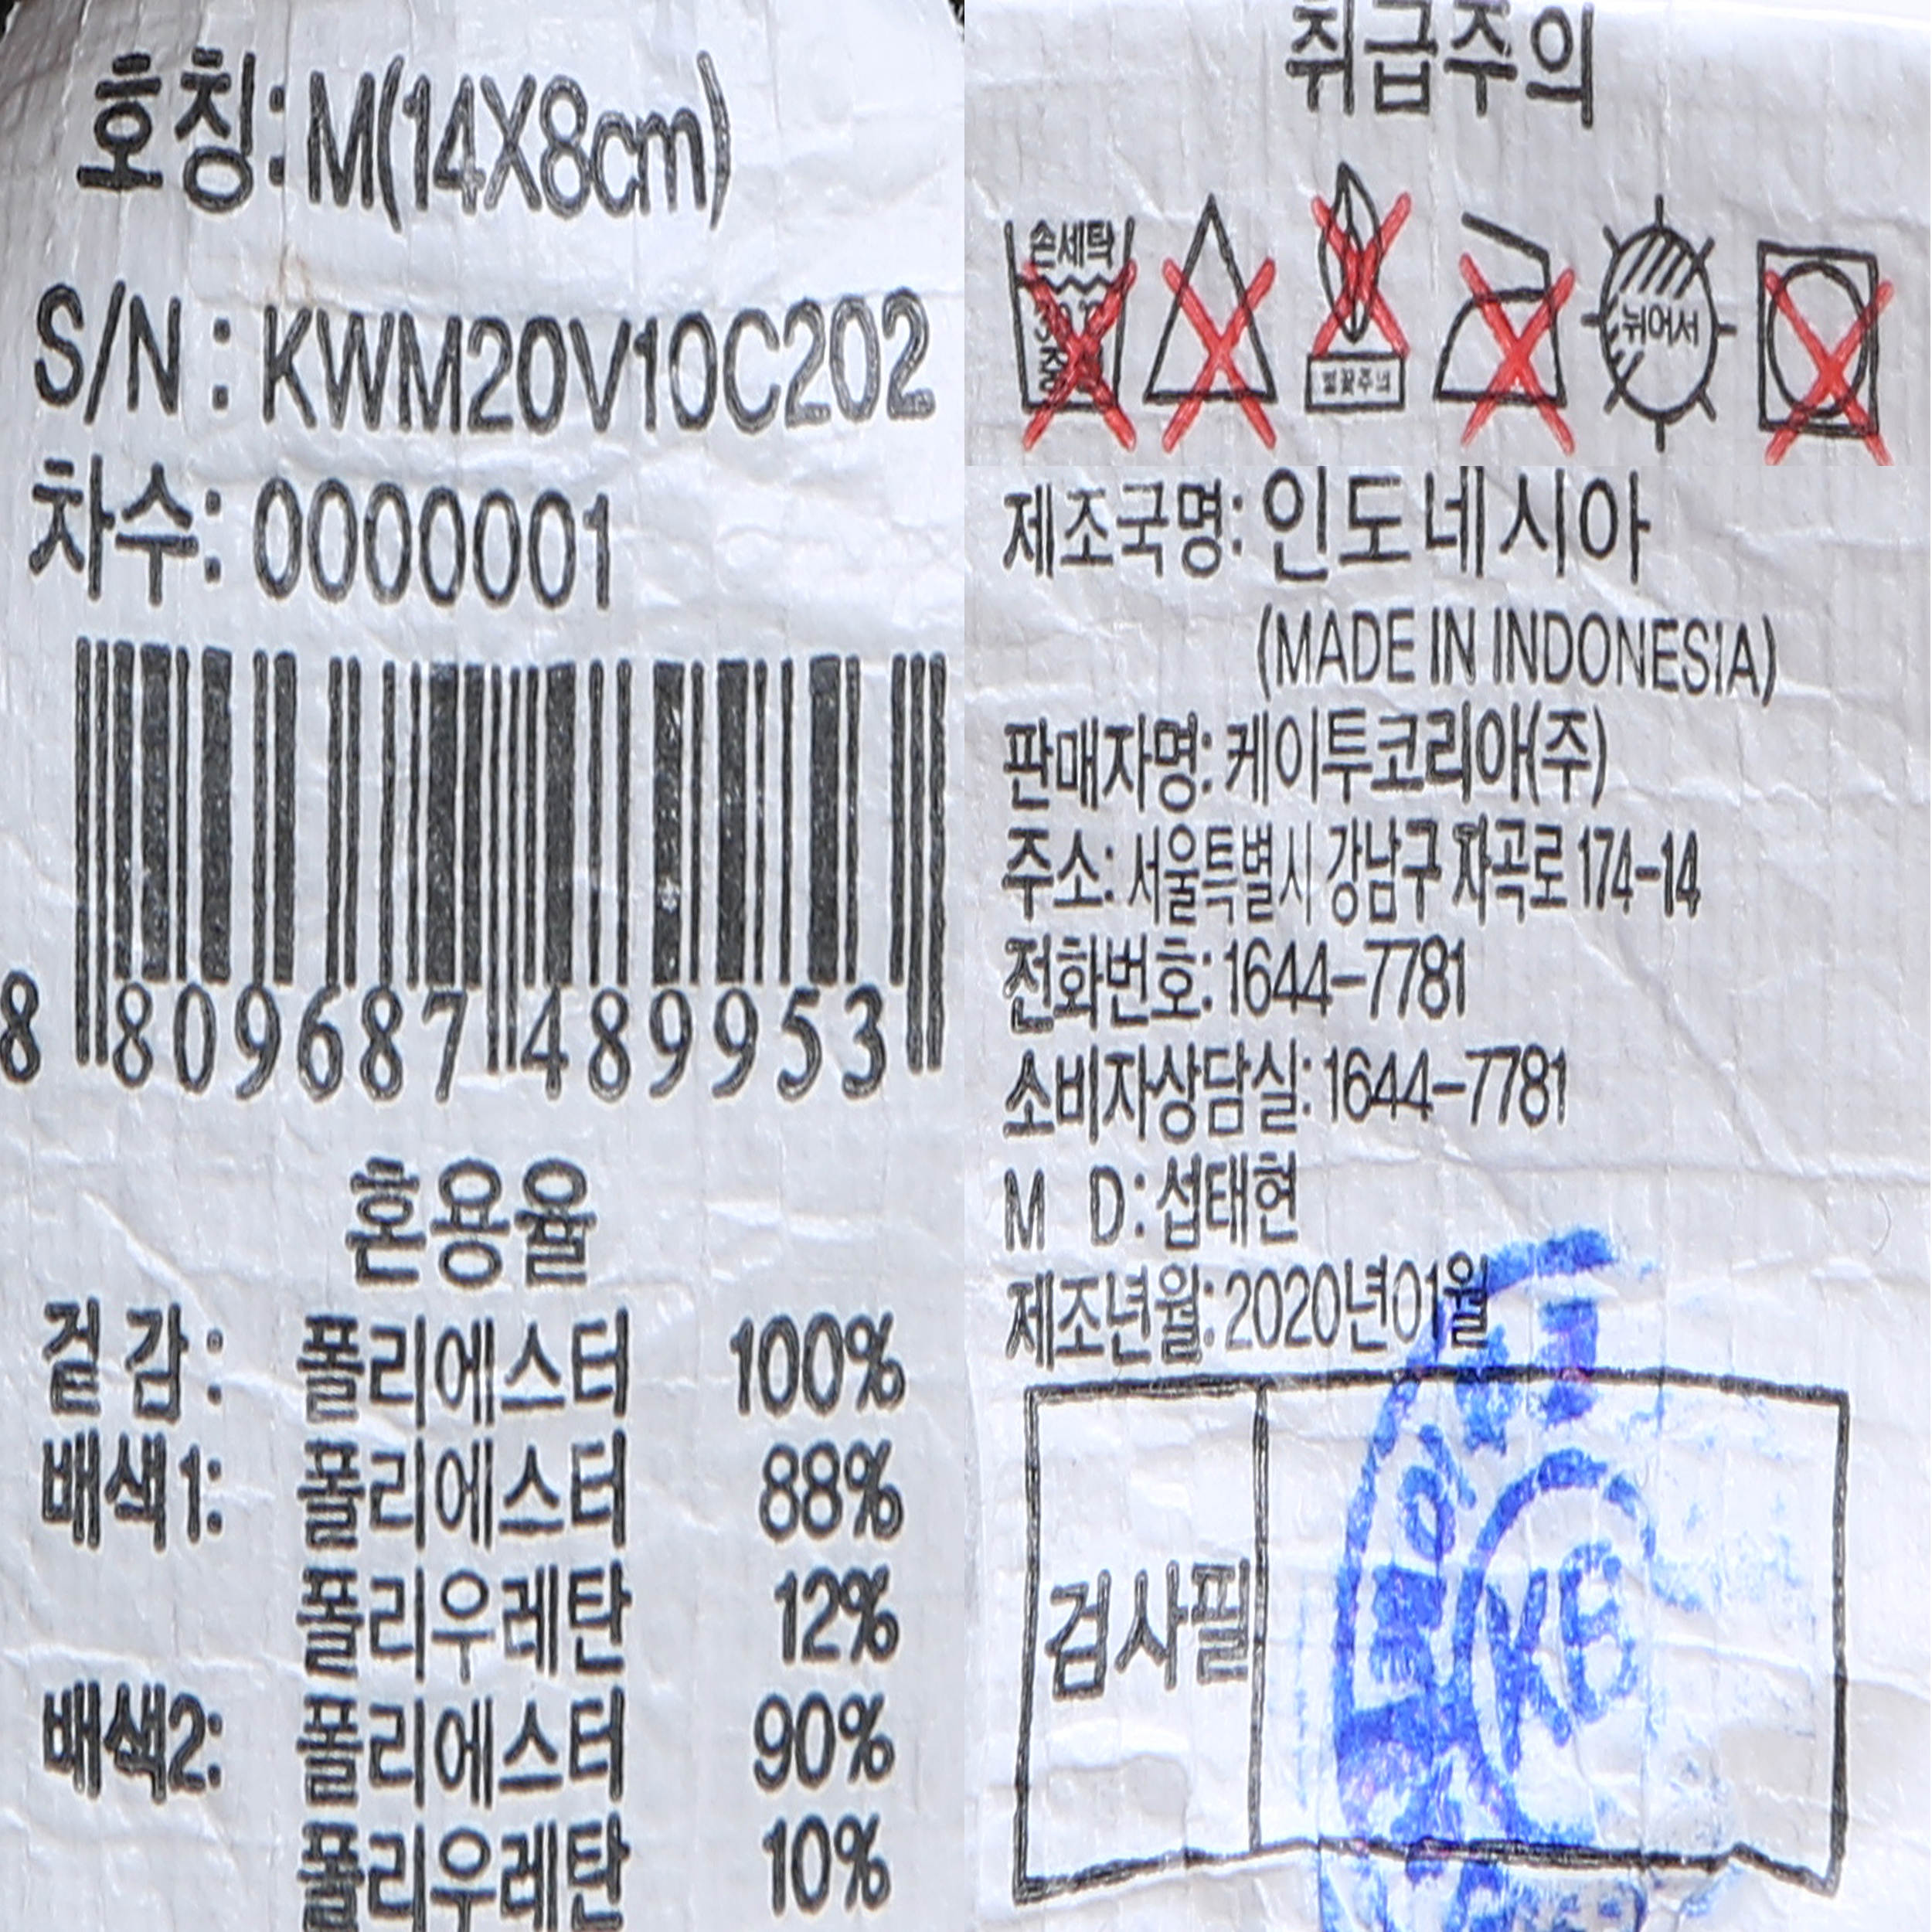 호칭: M(14X8cm)
S/N : KWM20V10C202
차수: 0000001
8 809687 489953
혼용율
겉 감 : 폴리에스터 100%
배색1: 폴리에스터 88%
폴리우레탄 12%
배색2: 폴리에스터 90%
폴리우레탄 10%
취급주의
손세탁
뉘어서
제조국명: 인도네시아
(MADE IN INDONESIA)
판매자명: 케이투코리아(주)
주소: 서울특별시 강남구 자곡로 174-14
전화번호: 1644-7781
소비자상담실: 1644-7781
M D: 섭태현
제조년월: 2020년01월
검사필